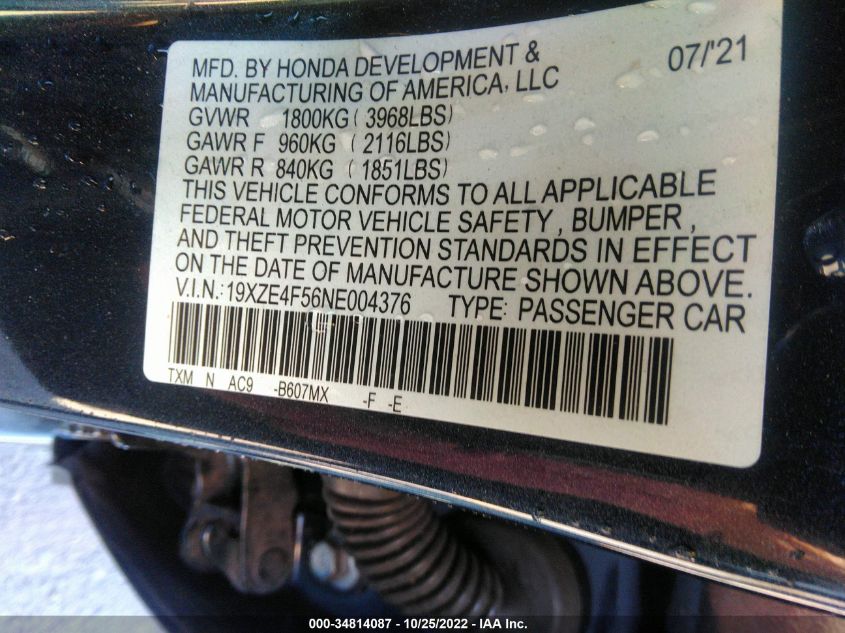 MFD. BY HONDA DEVELOPMENT & 07/'21
MANUFACTURING OF AMERICA, LLC
GVWR 1800KG ( 3968LBS)
GAWR F 960KG ( 2116LBS)
GAWR R 840KG ( 1851LBS)
THIS VEHICLE CONFORMS TO ALL APPLICABLE
FEDERAL MOTOR VEHICLE SAFETY , BUMPER ,
AND THEFT PREVENTION STANDARDS IN EFFECT
ON THE DATE OF MANUFACTURE SHOWN ABOVE.
V.I.N.:19XZE4F56NE004376 TYPE: PASSENGER CAR
TXM N AC9 -B607MX -F -E
000-34814087 - 10/25/2022 - IAA Inc.